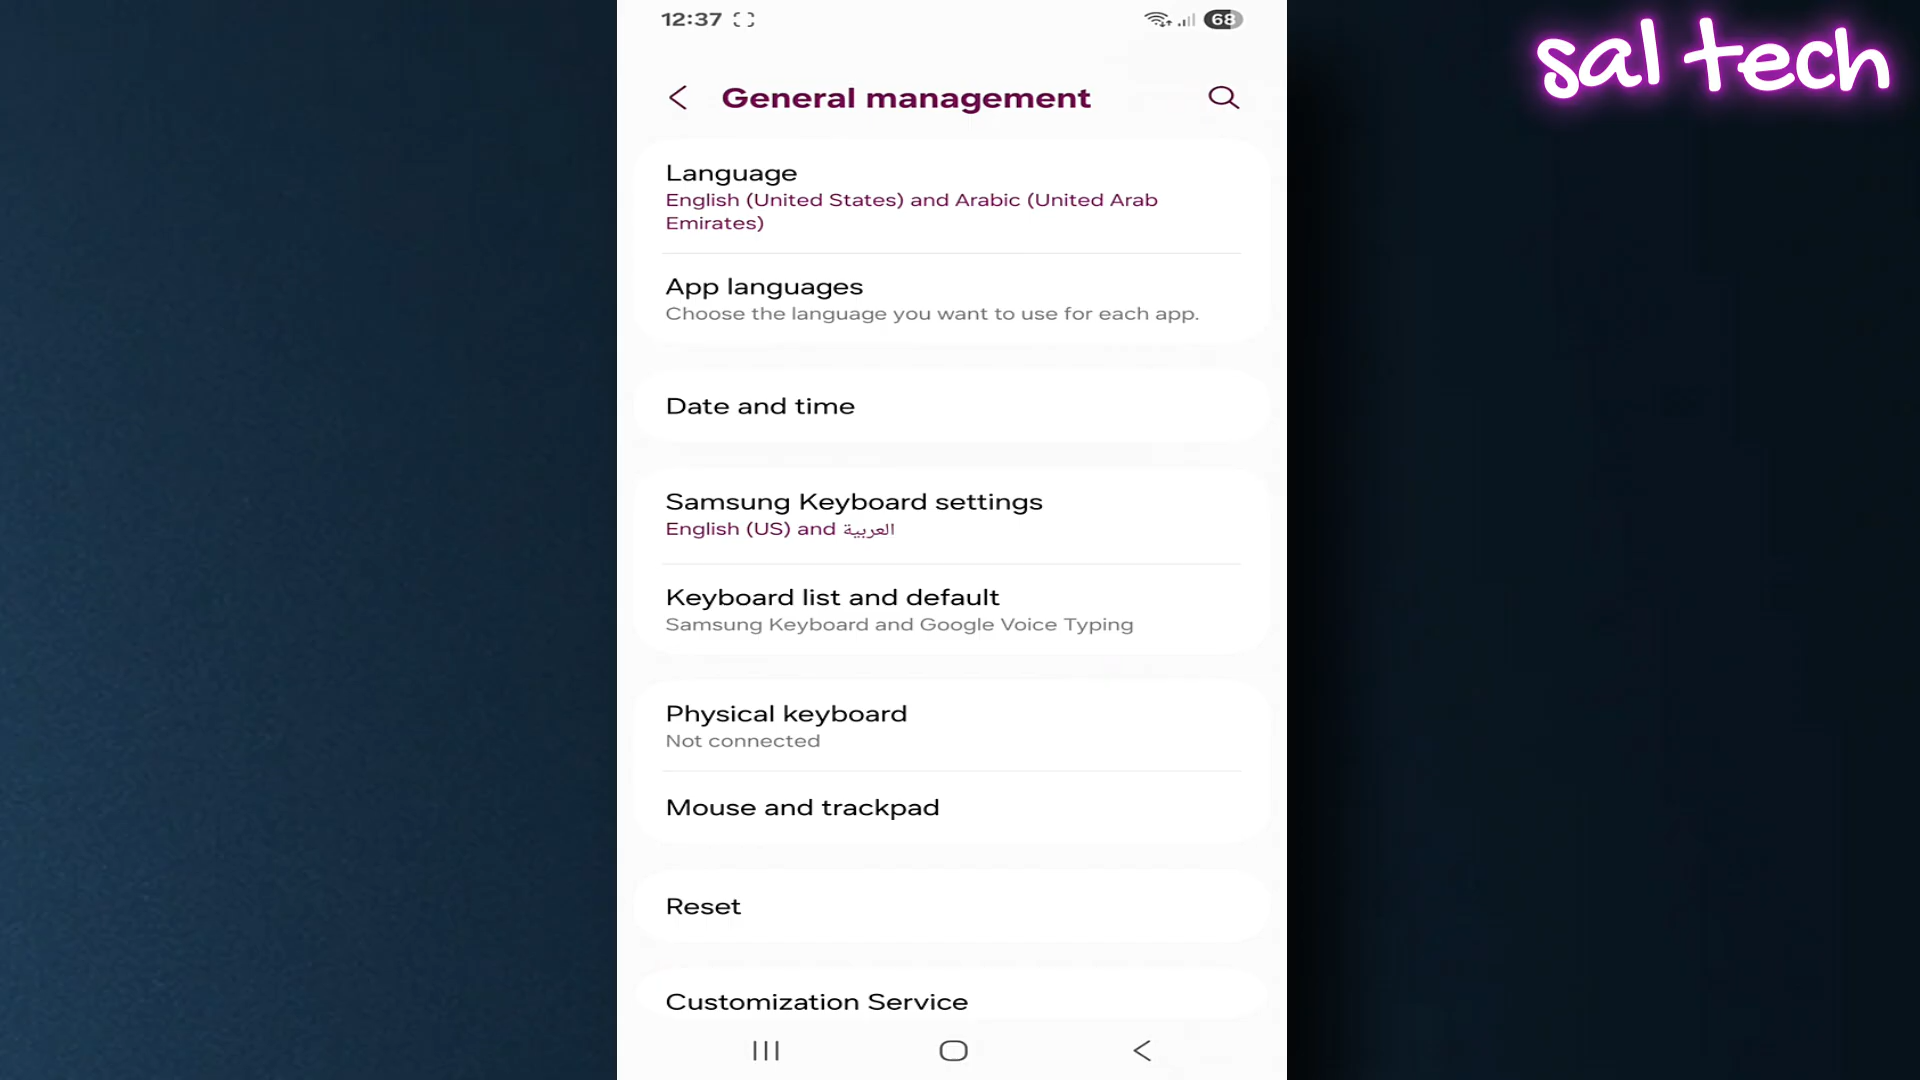 12:37
68
sal tech
General management
Language
English (United States) and Arabic (United Arab
Emirates)
App languages
Choose the language you want to use for each app.
Date and time
Samsung Keyboard settings
English (US) and العربية
Keyboard list and default
Samsung Keyboard and Google Voice Typing
Physical keyboard
Not connected
Mouse and trackpad
Reset
Customization Service